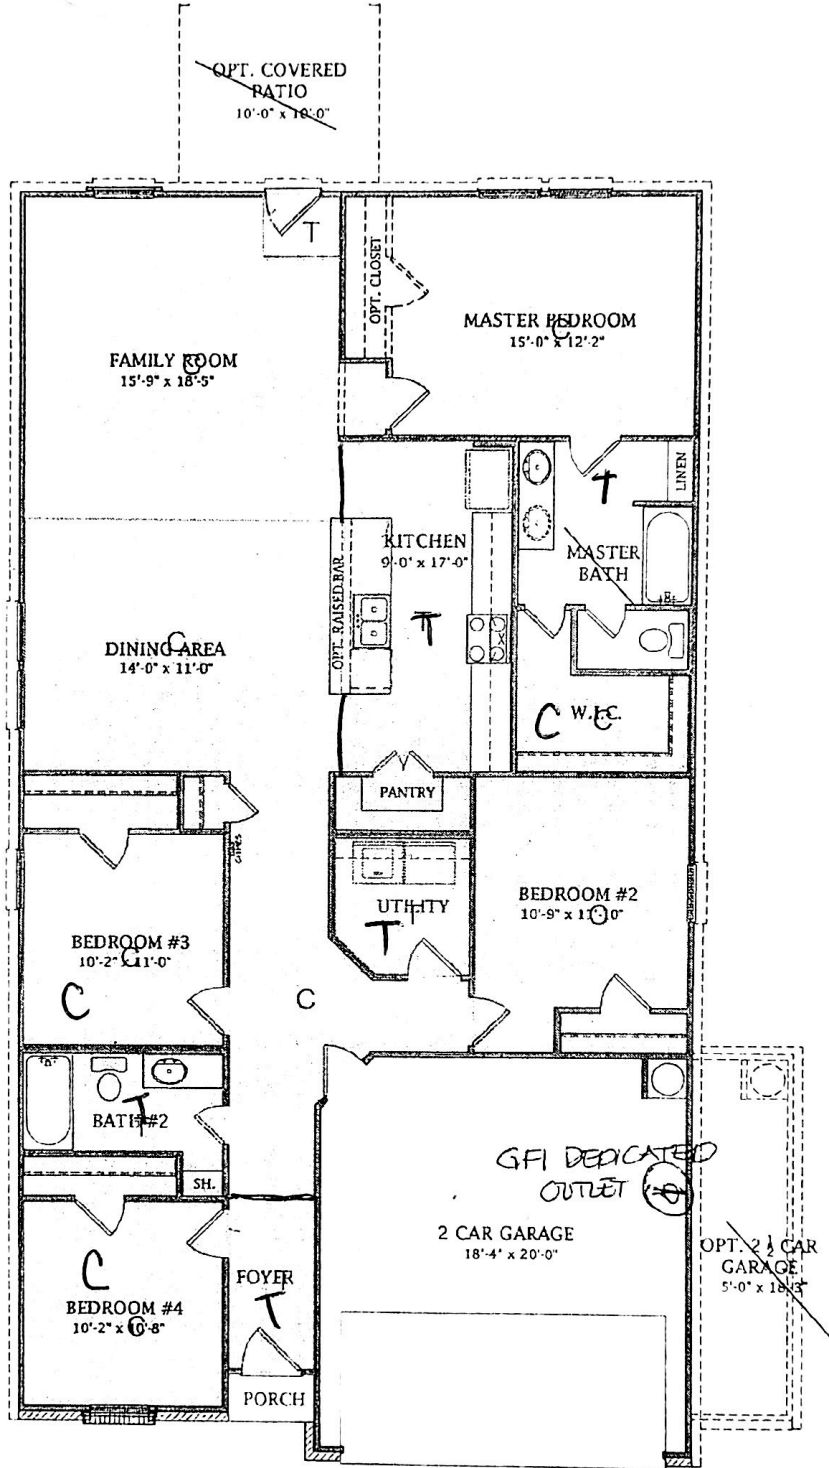 OPT. COVERED
PATIO
10'-0" x 10'-0"
T
OPT. CLOSET
MASTER BEDROOM
C
15'-0" x 12'-2"
FAMILY ROOM
C
15'-9" x 18'-5"
LINEN
T
KITCHEN
9'-0" x 17'-0"
MASTER
BATH
OPT. RAISED BAR
T
DINING AREA
C
14'-0" x 11'-0"
C
W.I.C.
C
PANTRY
UTILITY
T
T
BEDROOM #2
10'-9" x 11'-10"
C
BEDROOM #3
10'-2" x 11'-0"
C
C
C
BATH #2
T
SH.
GFI DEDICATED
OUTLET
2 CAR GARAGE
18'-4" x 20'-0"
OPT. 2 ½ CAR
GARAGE
5'-0" x 18'-3"
FOYER
T
C
BEDROOM #4
10'-2" x 10'-8"
C
PORCH